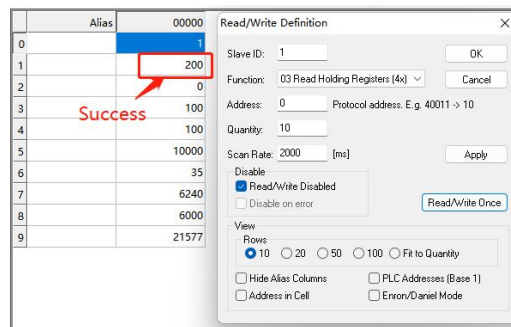 Alias 00000
0 1
1 200
2 0
3 100
4 100
5 10000
6 35
7 6240
8 6000
9 21577
Success
Read/Write Definition
Slave ID: 1 OK
Function: 03 Read Holding Registers (4x) Cancel
Address: 0 Protocol address. E.g. 40011 -> 10
Quantity: 10
Scan Rate: 2000 [ms] Apply
Disable
Read/Write Disabled
Disable on error Read/Write Once
View
Rows
10 20 50 100 Fit to Quantity
Hide Alias Columns PLC Addresses (Base 1)
Address in Cell Enron/Daniel Mode